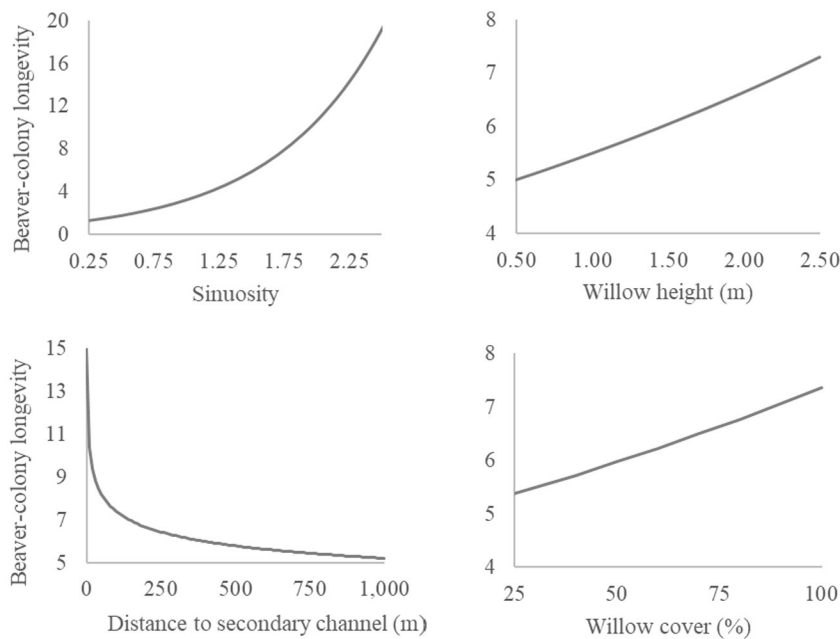 Beaver-colony longevity
20
16
12
8
4
0
0.25 0.75 1.25 1.75 2.25
Sinuosity
8
7
6
5
4
0.50 1.00 1.50 2.00 2.50
Willow height (m)
Beaver-colony longevity
15
13
11
9
7
5
0 250 500 750 1,000
Distance to secondary channel (m)
8
7
6
5
4
25 50 75 100
Willow cover (%)